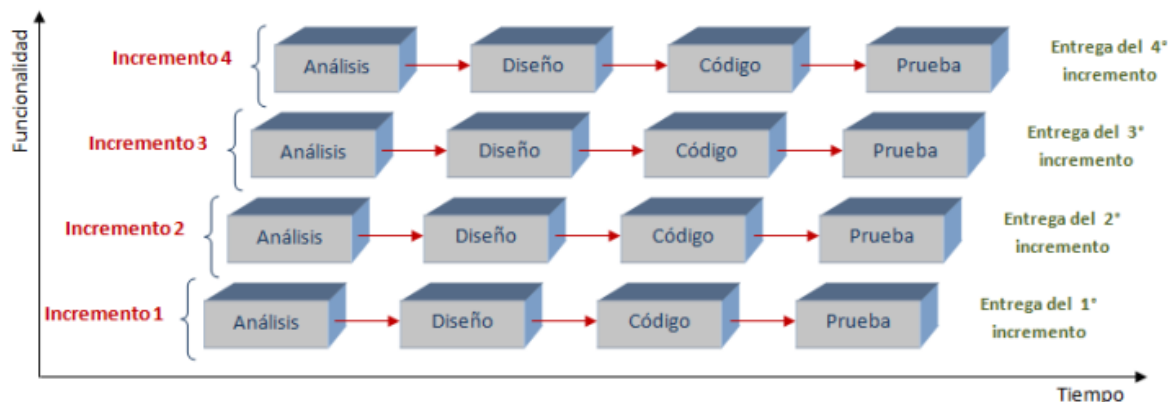 Funcionalidad
Incremento 4
Análisis
Diseño
Código
Prueba
Entrega del 4°
incremento
Incremento 3
Análisis
Diseño
Código
Prueba
Entrega del 3°
incremento
Incremento 2
Análisis
Diseño
Código
Prueba
Entrega del 2°
incremento
Incremento 1
Análisis
Diseño
Código
Prueba
Entrega del 1°
incremento
Tiempo